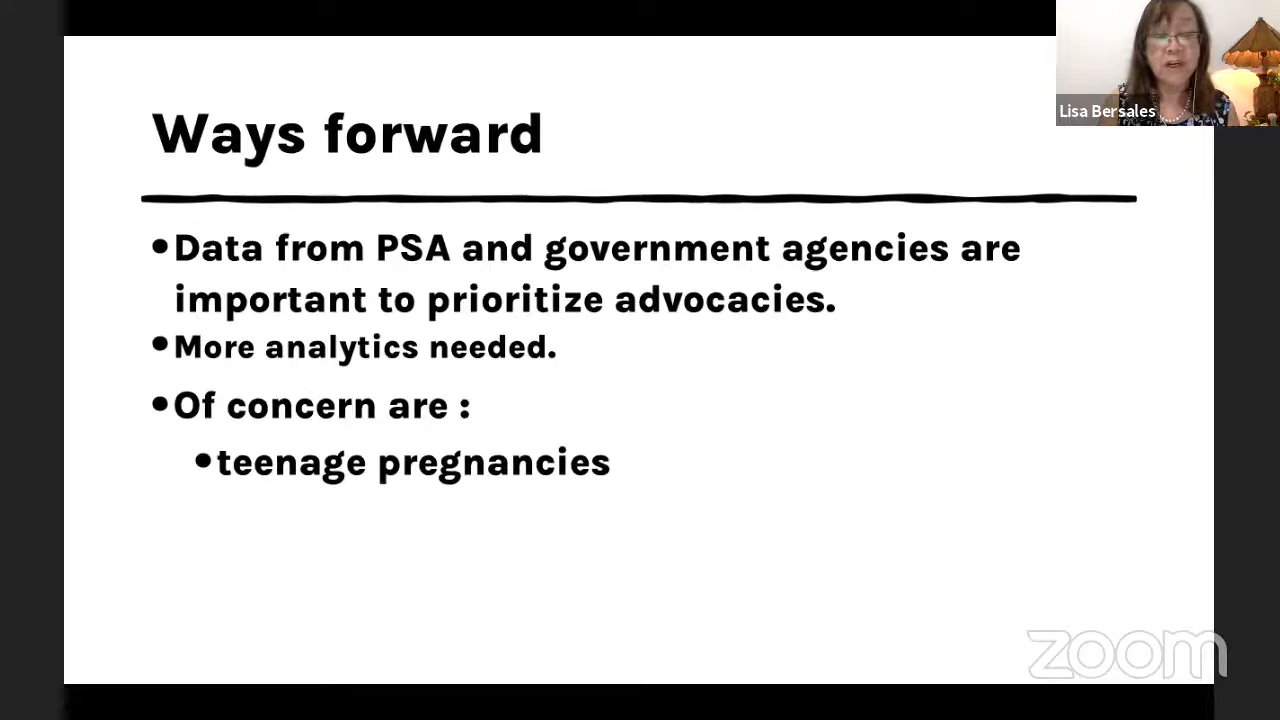 Lisa Bersales
Ways forward
•Data from PSA and government agencies are
important to prioritize advocacies.
•More analytics needed.
•Of concern are :
•teenage pregnancies
zoom